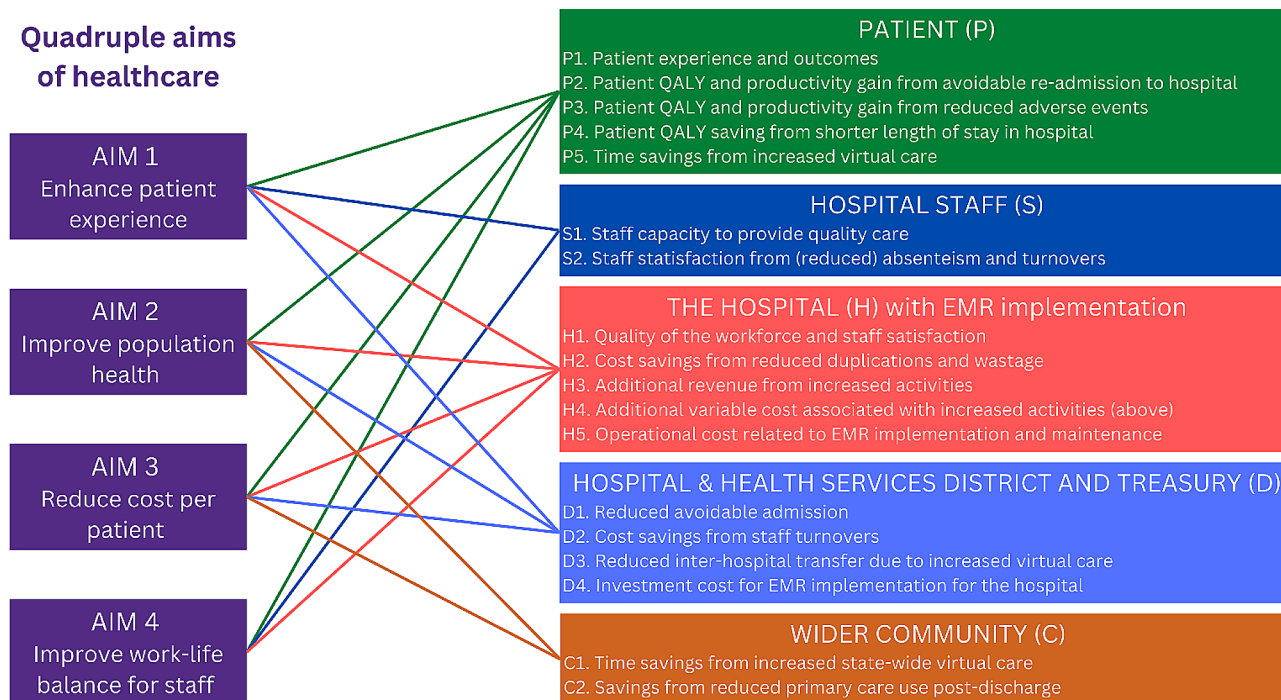 Quadruple aims
of healthcare
AIM 1
Enhance patient
experience
AIM 2
Improve population
health
AIM 3
Reduce cost per
patient
AIM 4
Improve work-life
balance for staff
PATIENT (P)
P1. Patient experience and outcomes
P2. Patient QALY and productivity gain from avoidable re-admission to hospital
P3. Patient QALY and productivity gain from reduced adverse events
P4. Patient QALY saving from shorter length of stay in hospital
P5. Time savings from increased virtual care
HOSPITAL STAFF (S)
S1. Staff capacity to provide quality care
S2. Staff statisfaction from (reduced) absenteism and turnovers
THE HOSPITAL (H) with EMR implementation
H1. Quality of the workforce and staff satisfaction
H2. Cost savings from reduced duplications and wastage
H3. Additional revenue from increased activities
H4. Additional variable cost associated with increased activities (above)
H5. Operational cost related to EMR implementation and maintenance
HOSPITAL & HEALTH SERVICES DISTRICT AND TREASURY (D)
D1. Reduced avoidable admission
D2. Cost savings from staff turnovers
D3. Reduced inter-hospital transfer due to increased virtual care
D4. Investment cost for EMR implementation for the hospital
WIDER COMMUNITY (C)
C1. Time savings from increased state-wide virtual care
C2. Savings from reduced primary care use post-discharge